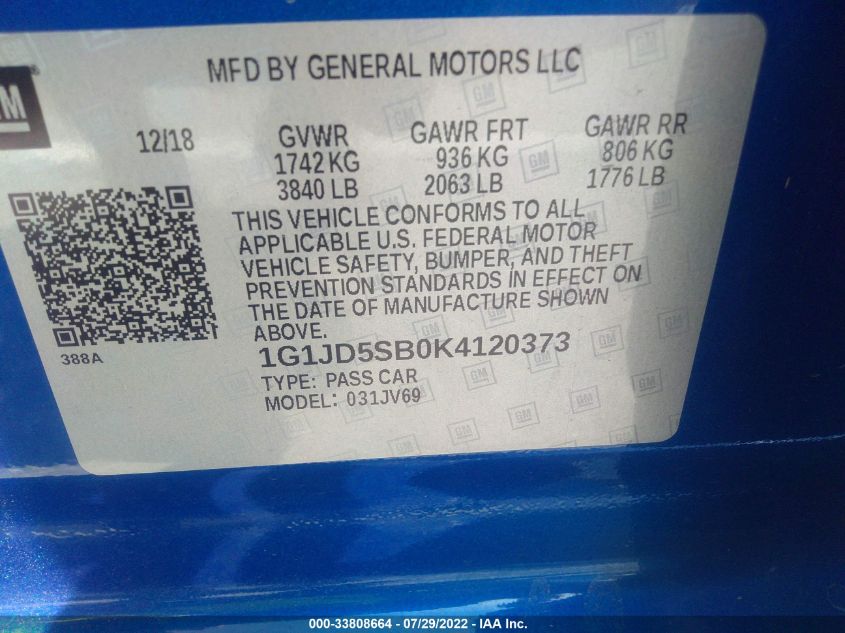 GM
MFD BY GENERAL MOTORS LLC
12/18 GVWR GAWR FRT GAWR RR
1742 KG 936 KG 806 KG
3840 LB 2063 LB 1776 LB
THIS VEHICLE CONFORMS TO ALL
APPLICABLE U.S. FEDERAL MOTOR
VEHICLE SAFETY, BUMPER, AND THEFT
PREVENTION STANDARDS IN EFFECT ON
THE DATE OF MANUFACTURE SHOWN
ABOVE.
388A
1G1JD5SB0K4120373
TYPE: PASS CAR
MODEL: 031JV69
000-33808664 - 07/29/2022 - IAA Inc.